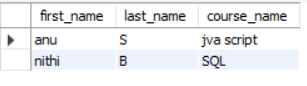 first_name last_name course_name
anu S jva script
nithi B SQL